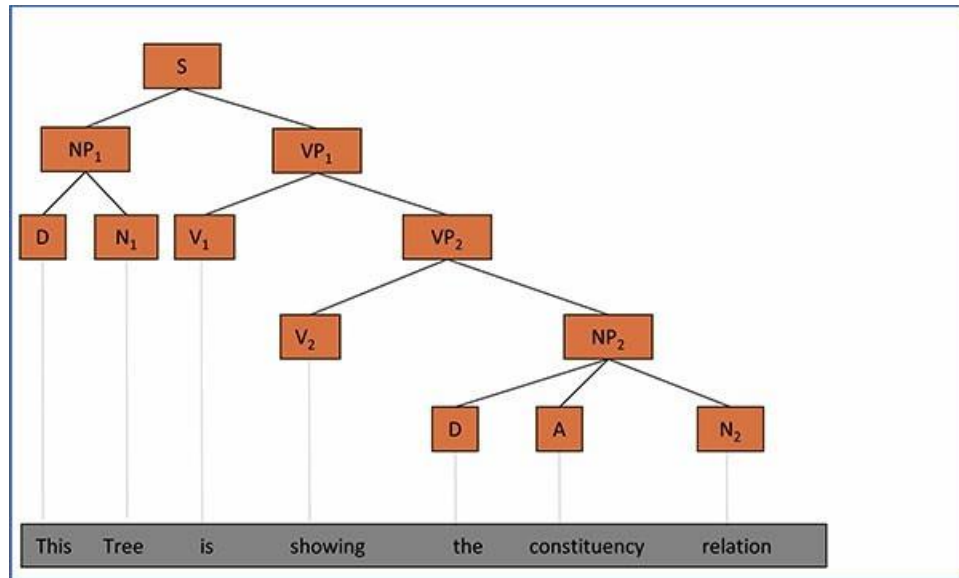 S
NP₁ VP₁
D N₁ V₁ VP₂
V₂ NP₂
D A N₂
This Tree is showing the constituency relation